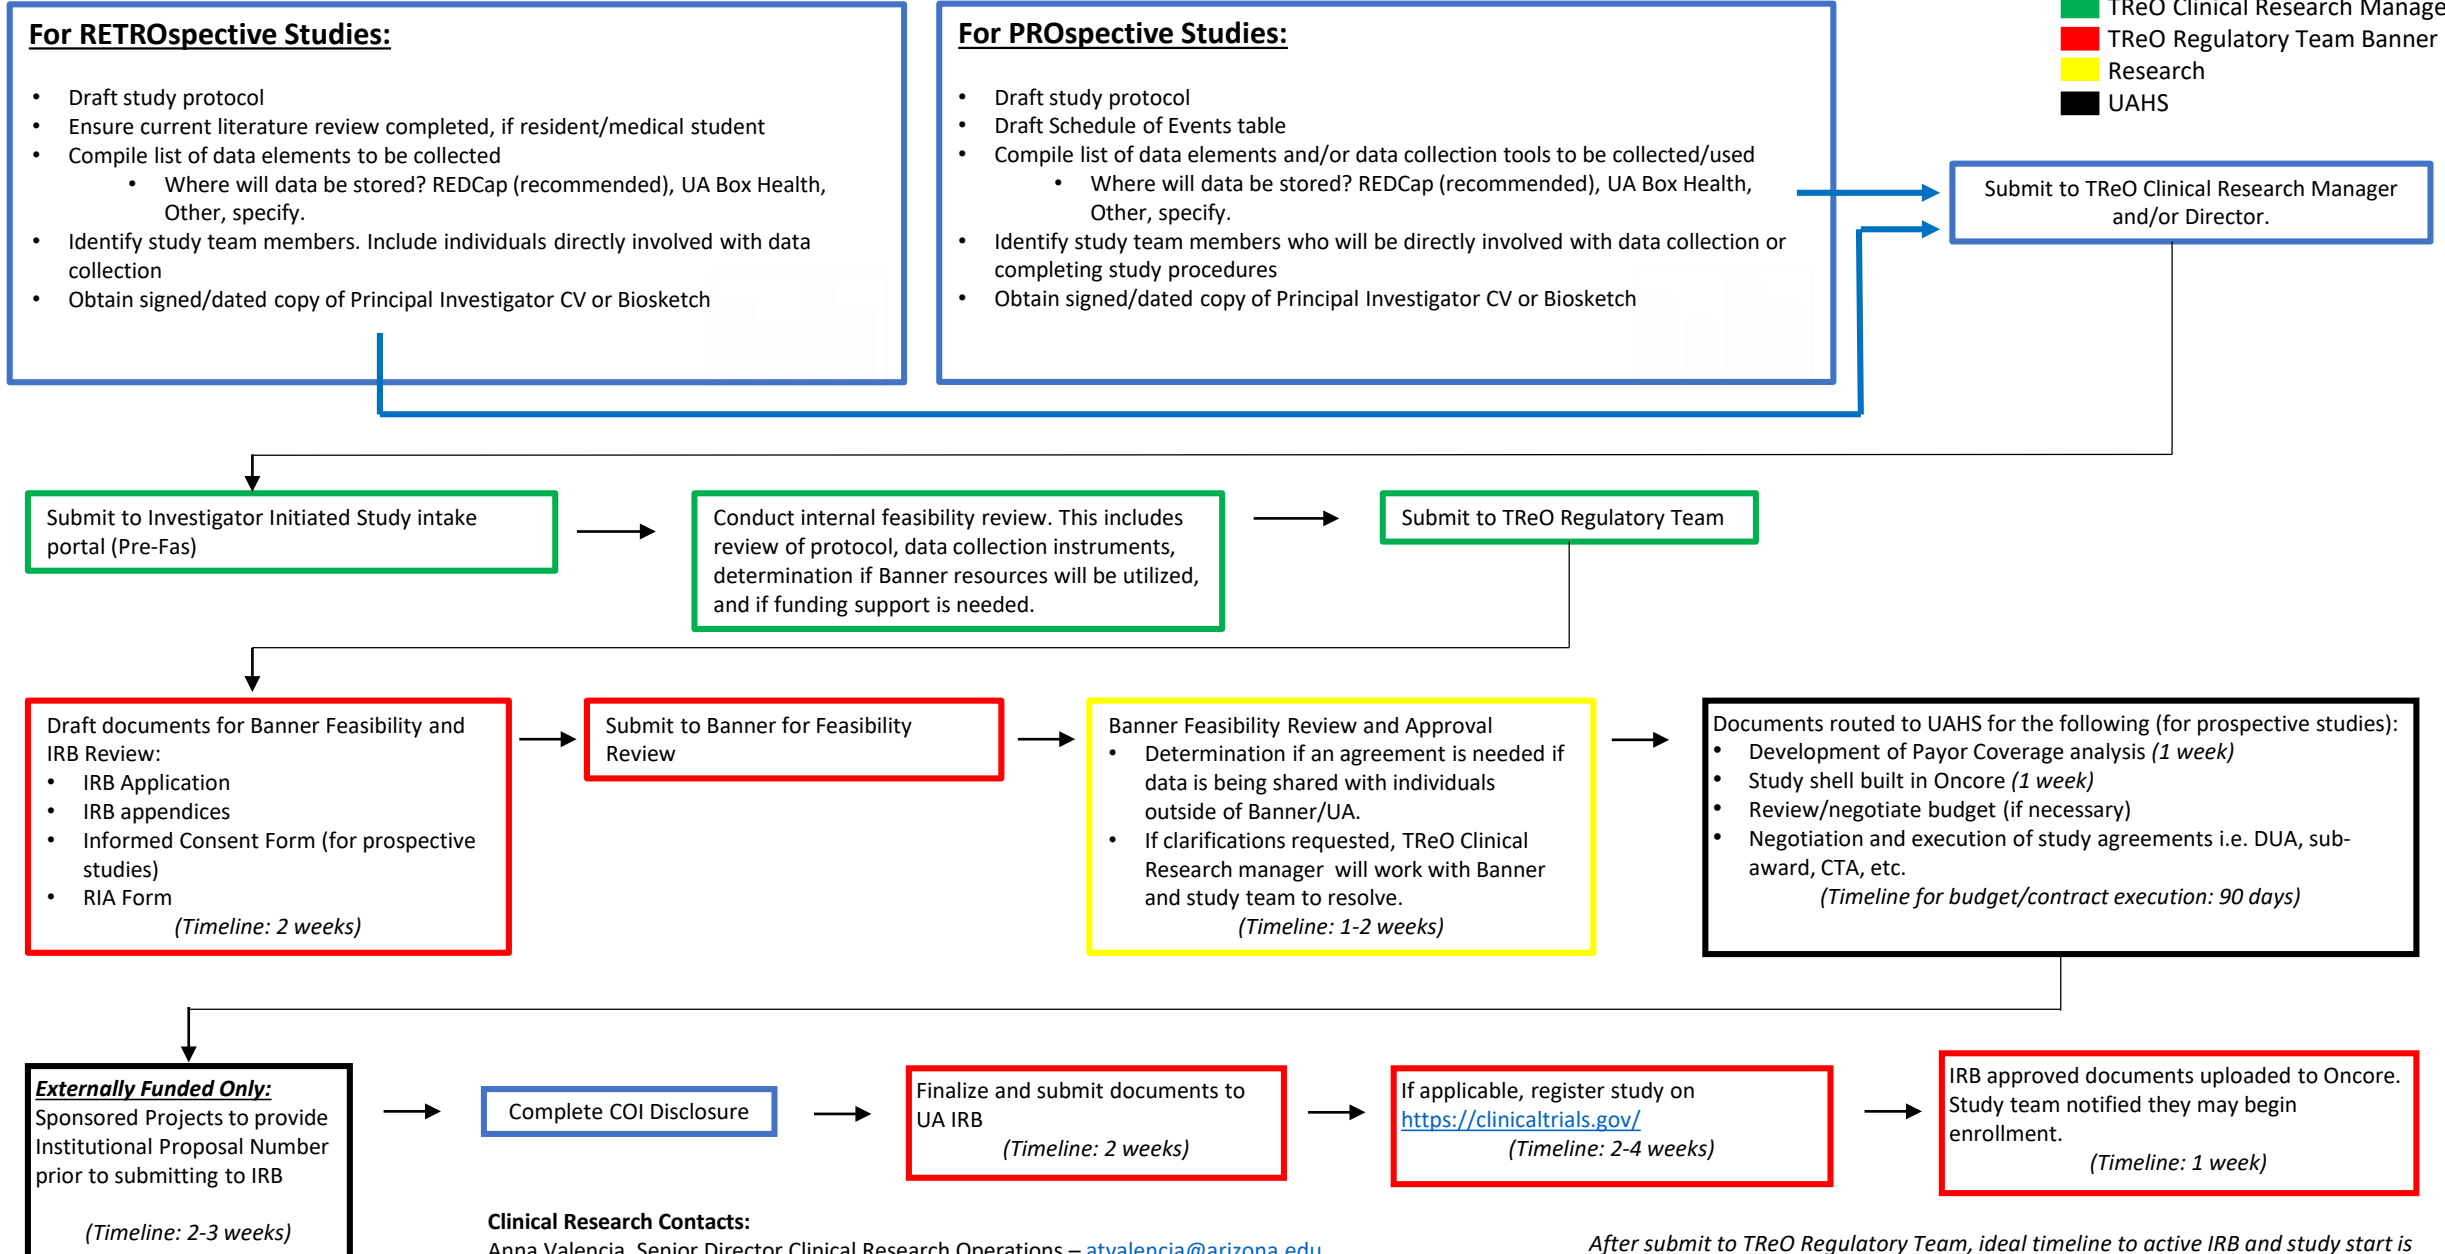 For RETROspective Studies:
• Draft study protocol
• Ensure current literature review completed, if resident/medical student
• Compile list of data elements to be collected
• Where will data be stored? REDCap (recommended), UA Box Health,
Other, specify.
• Identify study team members. Include individuals directly involved with data
collection
• Obtain signed/dated copy of Principal Investigator CV or Biosketch
For PROspective Studies:
• Draft study protocol
• Draft Schedule of Events table
• Compile list of data elements and/or data collection tools to be collected/used
• Where will data be stored? REDCap (recommended), UA Box Health,
Other, specify.
• Identify study team members who will be directly involved with data collection or
completing study procedures
• Obtain signed/dated copy of Principal Investigator CV or Biosketch
TReO Clinical Research Manage
TReO Regulatory Team Banner
Research
UAHS
Submit to TReO Clinical Research Manager
and/or Director.
Submit to Investigator Initiated Study intake
portal (Pre-Fas)
Conduct internal feasibility review. This includes
review of protocol, data collection instruments,
determination if Banner resources will be utilized,
and if funding support is needed.
Submit to TReO Regulatory Team
Draft documents for Banner Feasibility and
IRB Review:
• IRB Application
• IRB appendices
• Informed Consent Form (for prospective
studies)
• RIA Form
(Timeline: 2 weeks)
Submit to Banner for Feasibility
Review
Banner Feasibility Review and Approval
• Determination if an agreement is needed if
data is being shared with individuals
outside of Banner/UA.
• If clarifications requested, TReO Clinical
Research manager will work with Banner
and study team to resolve.
(Timeline: 1-2 weeks)
Documents routed to UAHS for the following (for prospective studies):
• Development of Payor Coverage analysis (1 week)
• Study shell built in Oncore (1 week)
• Review/negotiate budget (if necessary)
• Negotiation and execution of study agreements i.e. DUA, sub-
award, CTA, etc.
(Timeline for budget/contract execution: 90 days)
Externally Funded Only:
Sponsored Projects to provide
Institutional Proposal Number
prior to submitting to IRB
(Timeline: 2-3 weeks)
Complete COI Disclosure
Finalize and submit documents to
UA IRB
(Timeline: 2 weeks)
If applicable, register study on
https://clinicaltrials.gov/
(Timeline: 2-4 weeks)
IRB approved documents uploaded to Oncore.
Study team notified they may begin
enrollment.
(Timeline: 1 week)
Clinical Research Contacts:
Anna Valencia, Senior Director Clinical Research Operations – atvalencia@arizona.edu
After submit to TReO Regulatory Team, ideal timeline to active IRB and study start is